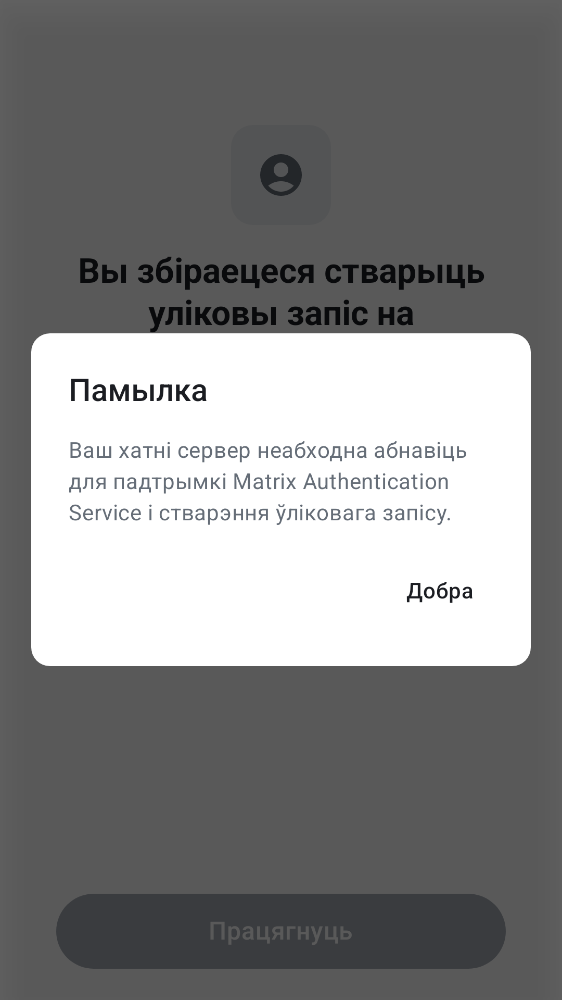 Вы збіраецеся стварыць
уліковы запіс на
Памылка
Ваш хатні сервер неабходна абнавіць
для падтрымкі Matrix Authentication
Service і стварэння ўліковага запісу.
Добра
Працягнуць